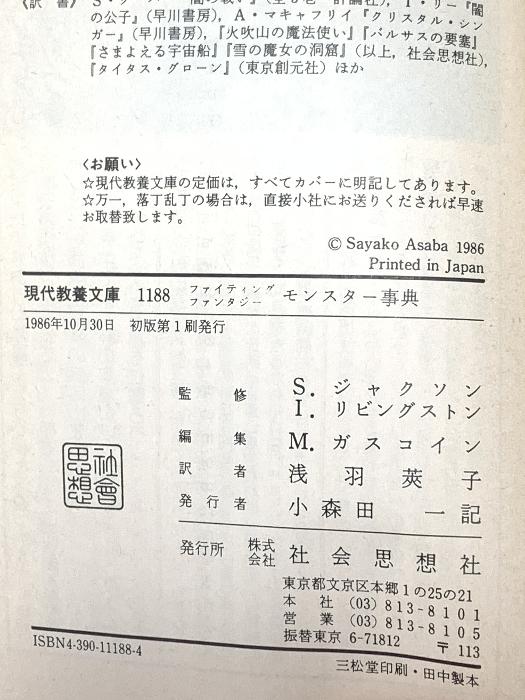 の公子』(早川書房), A・マキャフリイ『クリスタル・シン
ガー』(早川書房),『火吹山の魔法使い』『バルサスの要塞』
『さまよえる宇宙船』『雪の魔女の洞窟』(以上, 社会思想社),
『タイタス・グローン』(東京創元社) ほか
〈お願い〉
☆現代教養文庫の定価は, すべてカバーに明記してあります。
☆万一, 落丁乱丁の場合は, 直接小社にお送りくだされば早速
お取替致します。
© Sayako Asaba 1986
Printed in Japan
現代教養文庫 1188 ファイティング ファンタジー モンスター事典
1986年10月30日 初版第1刷発行
監修 S. ジャクソン
I. リビングストン
編集 M. ガスコイン
訳者 浅羽莢子
発行者 小森田一記
社會思想
発行所 株式会社 社会思想社
東京都文京区本郷1の25の21
本社 (03) 813-8101
営業 (03) 813-8105
振替東京 6-71812 〒113
ISBN4-390-11188-4
三松堂印刷・田中製本